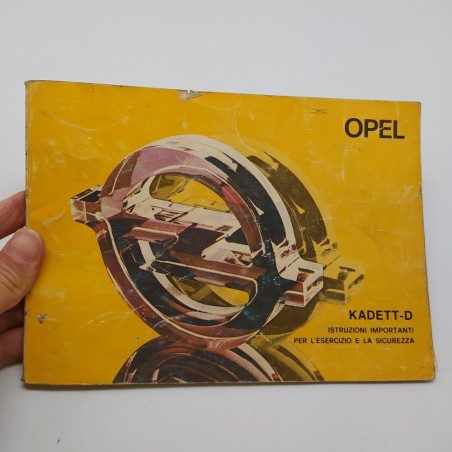 OPEL
KADETT-D
ISTRUZIONI IMPORTANTI
PER L'ESERCIZIO E LA SICUREZZA